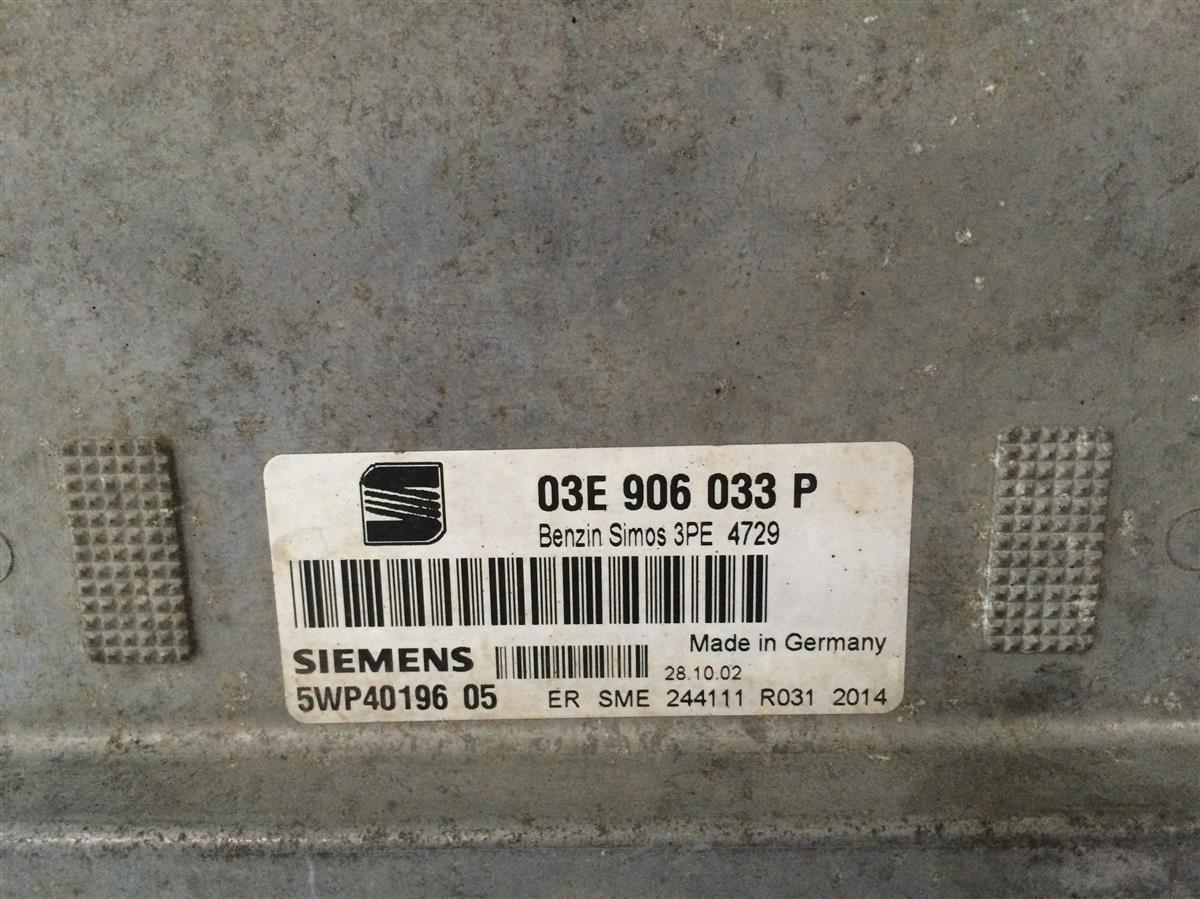 03E 906 033 P
Benzin Simos 3PE 4729
Made in Germany
SIEMENS
28.10.02
5WP40196 05
ER SME 244111 R031 2014